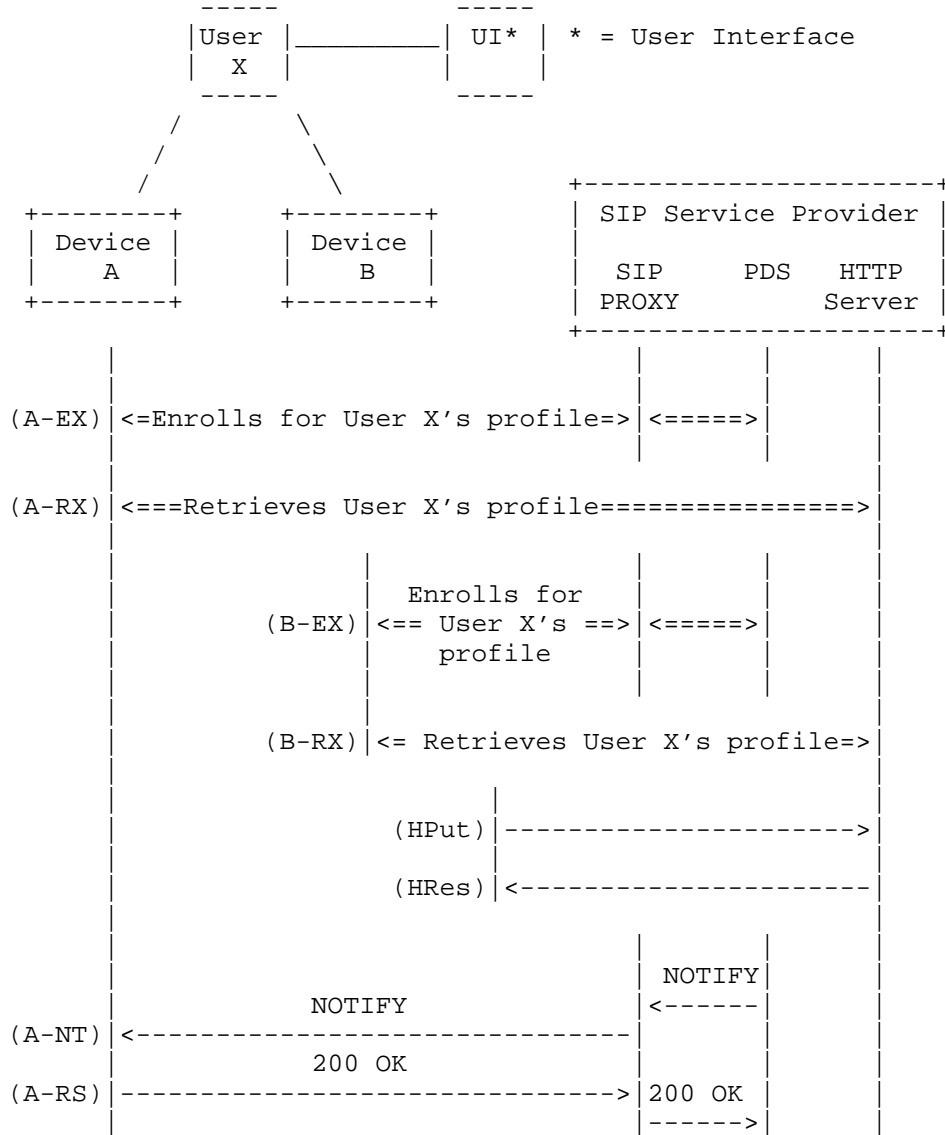 User UI* * = User Interface
X
SIP Service Provider
Device Device
A B SIP PDS HTTP
PROXY Server
(A-EX) <=Enrolls for User X's profile=> <=====>
(A-RX) <===Retrieves User X's profile================>
Enrolls for
(B-EX) <== User X's ==> <=====>
profile
(B-RX) <= Retrieves User X's profile=>
(HPut) ---------------------->
(HRes) <----------------------
NOTIFY
NOTIFY <------
(A-NT) <-------------------------------
200 OK
(A-RS) -------------------------------> 200 OK
------>